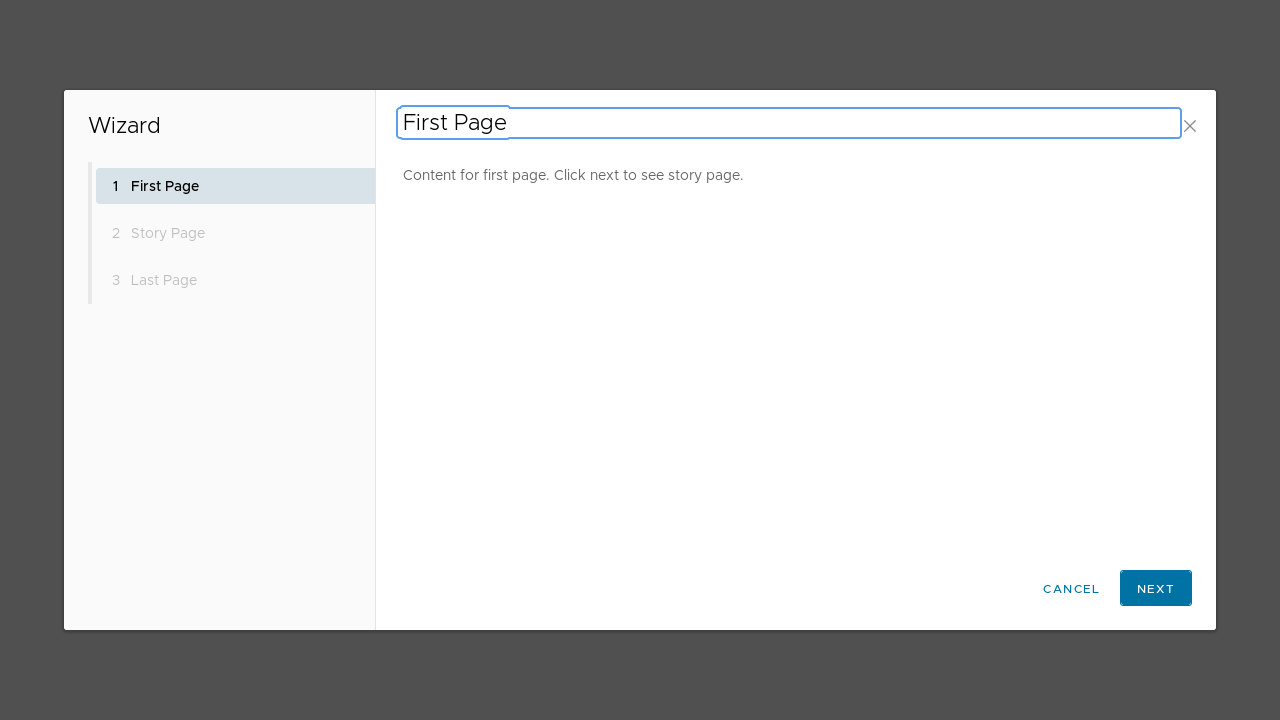 Wizard
1 First Page
2 Story Page
3 Last Page
First Page
Content for first page. Click next to see story page.
CANCEL
NEXT